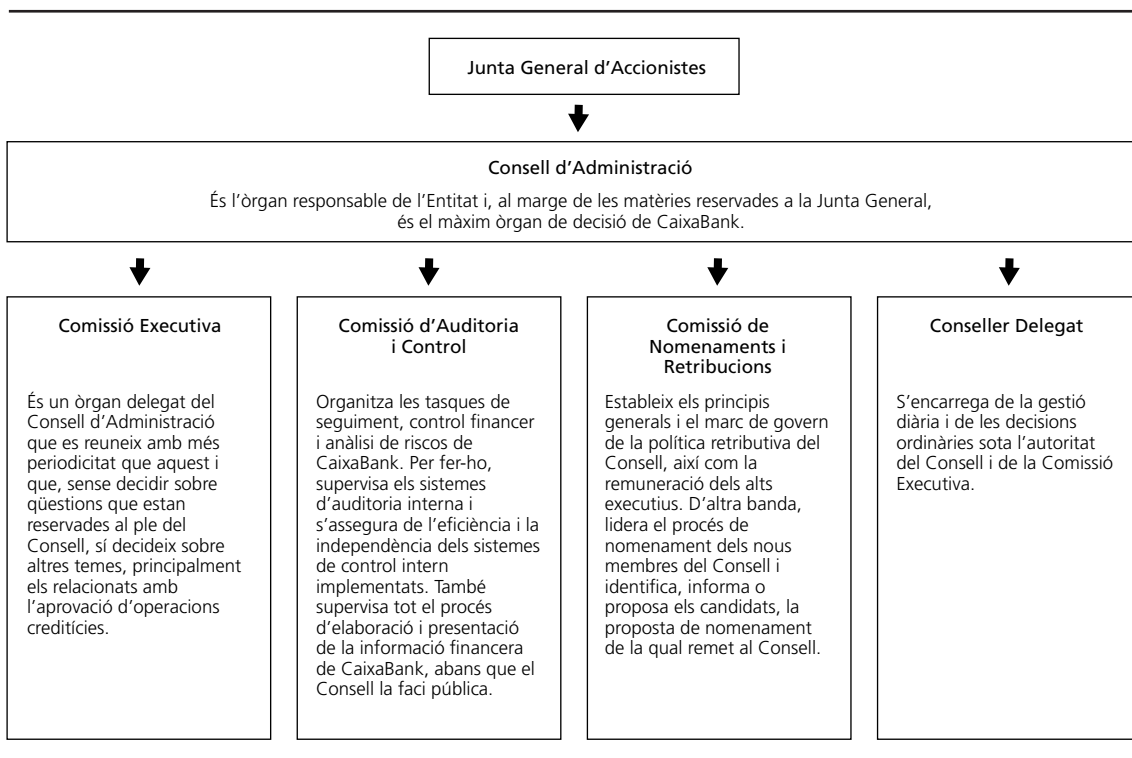 Junta General d'Accionistes
Consell d'Administració
És l'òrgan responsable de l'Entitat i, al marge de les matèries reservades a la Junta General,
és el màxim òrgan de decisió de CaixaBank.
Comissió Executiva
És un òrgan delegat del
Consell d'Administració
que es reuneix amb més
periodicitat que aquest i
que, sense decidir sobre
qüestions que estan
reservades al ple del
Consell, sí decideix sobre
altres temes, principalment
els relacionats amb
l'aprovació d'operacions
creditícies.
Comissió d'Auditoria
i Control
Organitza les tasques de
seguiment, control financer
i anàlisi de riscos de
CaixaBank. Per fer-ho,
supervisa els sistemes
d'auditoria interna i
s'assegura de l'eficiència i la
independència dels sistemes
de control intern
implementats. També
supervisa tot el procés
d'elaboració i presentació
de la informació financera
de CaixaBank, abans que el
Consell la faci pública.
Comissió de
Nomenaments i
Retribucions
Estableix els principis
generals i el marc de govern
de la política retributiva del
Consell, així com la
remuneració dels alts
executius. D'altra banda,
lidera el procés de
nomenament dels nous
membres del Consell i
identifica, informa o
proposa els candidats, la
proposta de nomenament
de la qual remet al Consell.
Conseller Delegat
S'encarrega de la gestió
diària i de les decisions
ordinàries sota l'autoritat
del Consell i de la Comissió
Executiva.